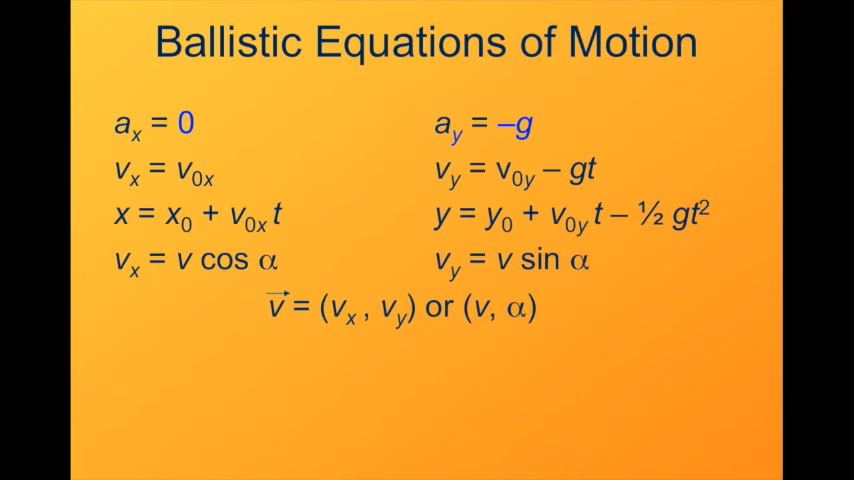 Ballistic Equations of Motion
aₓ = 0 a_y = –g
vₓ = v₀ₓ v_y = v₀_y – gt
x = x₀ + v₀ₓ t y = y₀ + v₀_y t – ½ gt²
vₓ = v cos α v_y = v sin α
v⃗ = (vₓ , v_y) or (v, α)